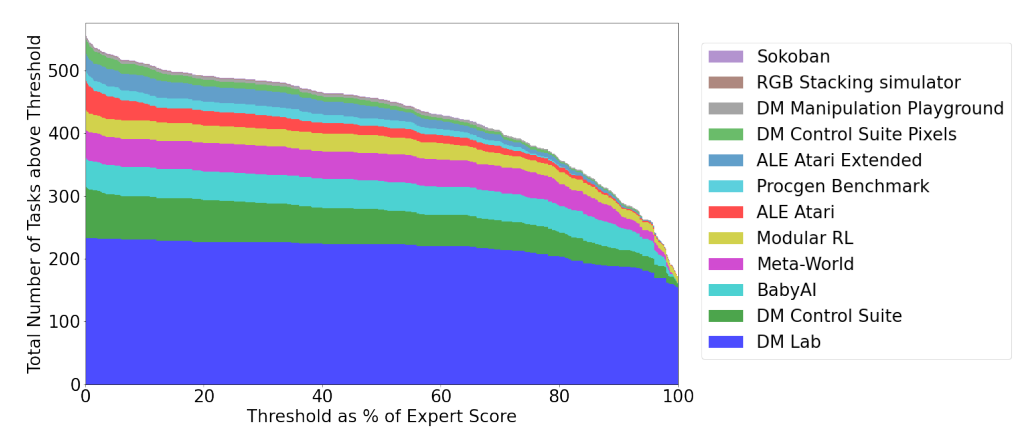 Total Number of Tasks above Threshold
500
400
300
200
100
0
0 20 40 60 80 100
Threshold as % of Expert Score
Sokoban
RGB Stacking simulator
DM Manipulation Playground
DM Control Suite Pixels
ALE Atari Extended
Procgen Benchmark
ALE Atari
Modular RL
Meta-World
BabyAI
DM Control Suite
DM Lab